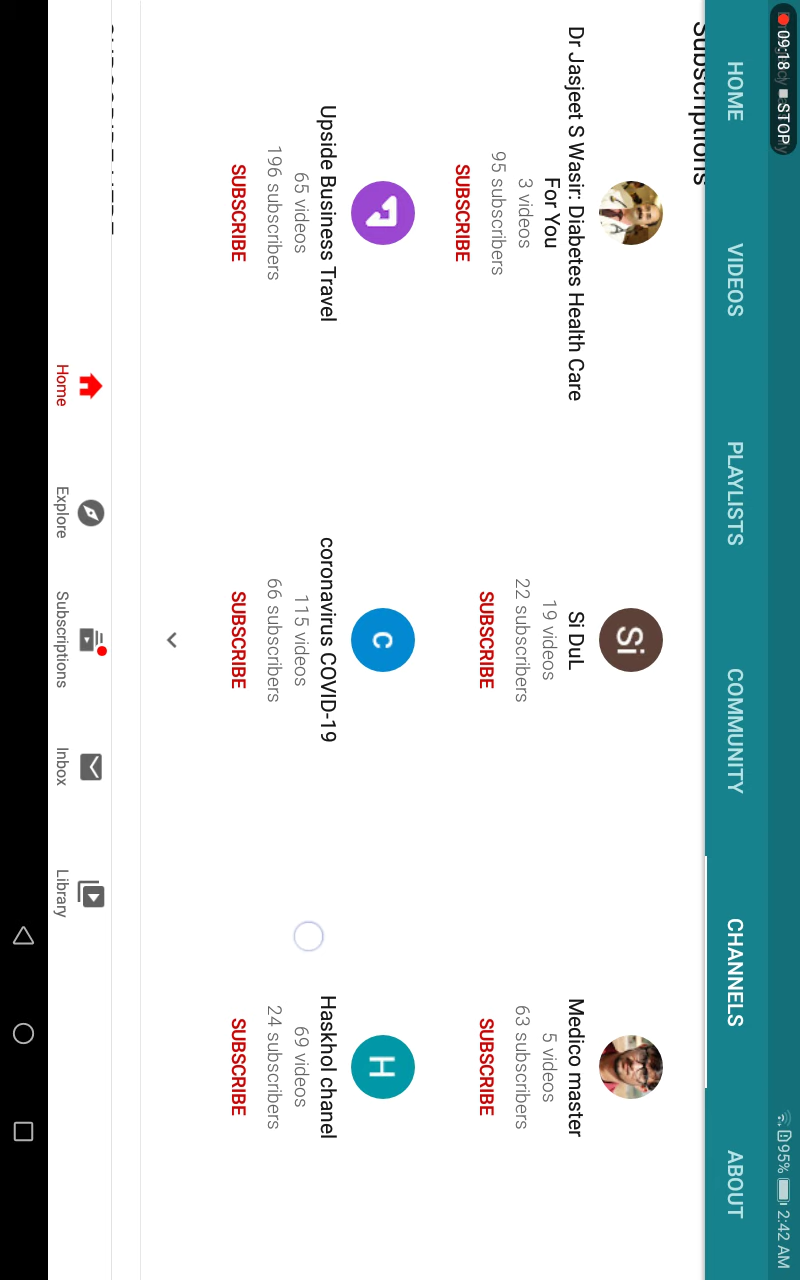 09:18 STOP
95% 2:42 AM
HOME VIDEOS PLAYLISTS COMMUNITY CHANNELS ABOUT
Subscriptions
Si
Dr Jasjeet S Wasir: Diabetes Health Care
For You
3 videos
95 subscribers
SUBSCRIBE
Si DuL
19 videos
22 subscribers
SUBSCRIBE
Medico master
5 videos
63 subscribers
SUBSCRIBE
Upside Business Travel
65 videos
196 subscribers
SUBSCRIBE
c
coronavirus COVID-19
115 videos
66 subscribers
SUBSCRIBE
H
Haskhol chanel
69 videos
24 subscribers
SUBSCRIBE
Home Explore Subscriptions Inbox Library